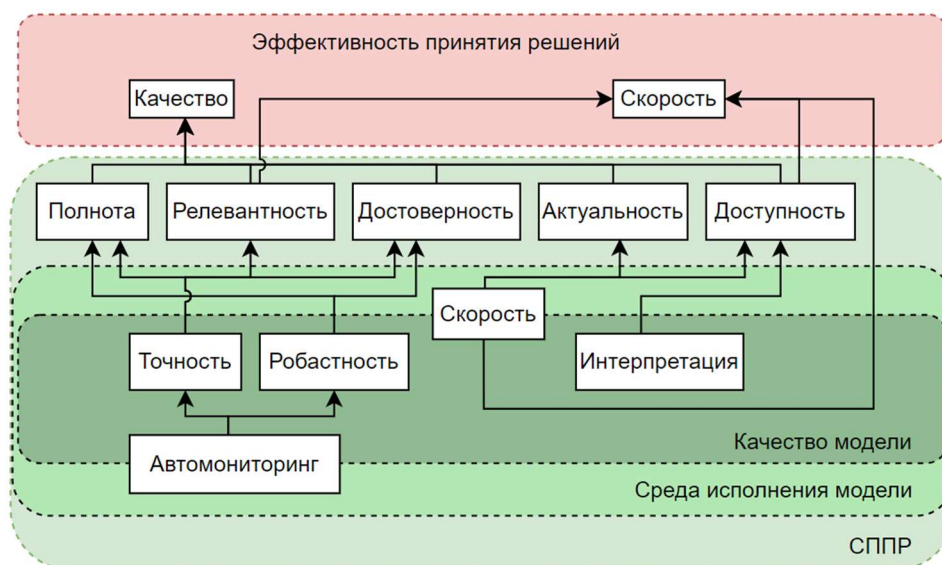 Эффективность принятия решений
Качество
Скорость
Полнота
Релевантность
Достоверность
Актуальность
Доступность
Скорость
Точность
Робастность
Интерпретация
Автомониторинг
Качество модели
Среда исполнения модели
СППР